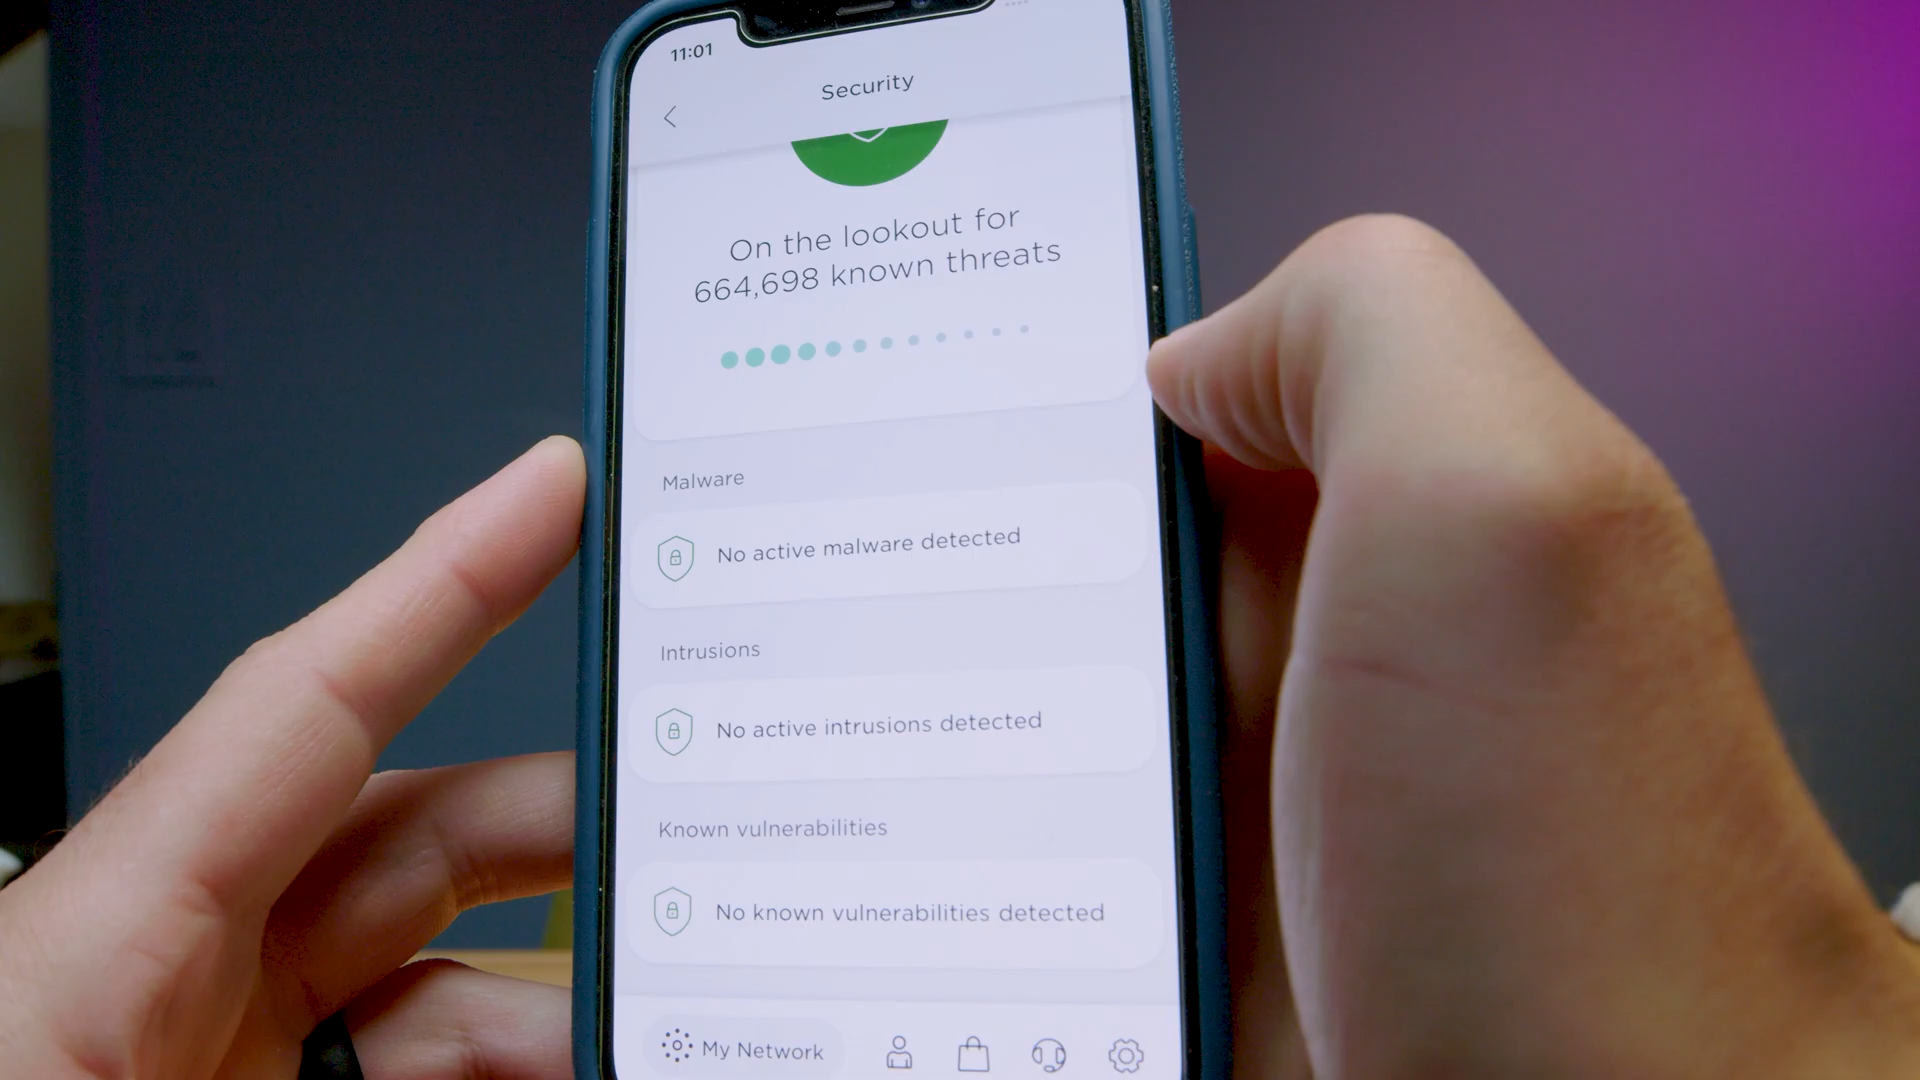 11:01
Security
On the lookout for
664,698 known threats
Malware
No active malware detected
Intrusions
No active intrusions detected
Known vulnerabilities
No known vulnerabilities detected
My Network